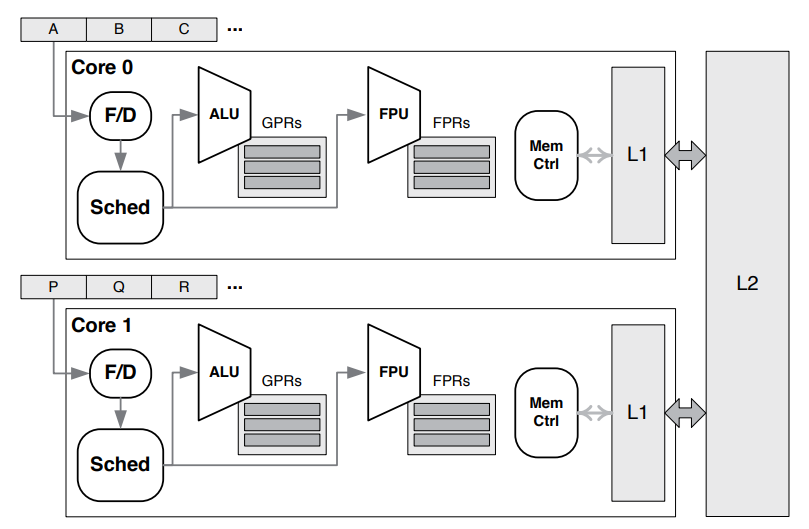 A B C ...
Core 0
F/D
ALU
GPRs
FPU
FPRs
Mem
Ctrl
L1
Sched
L2
P Q R ...
Core 1
F/D
ALU
GPRs
FPU
FPRs
Mem
Ctrl
L1
Sched